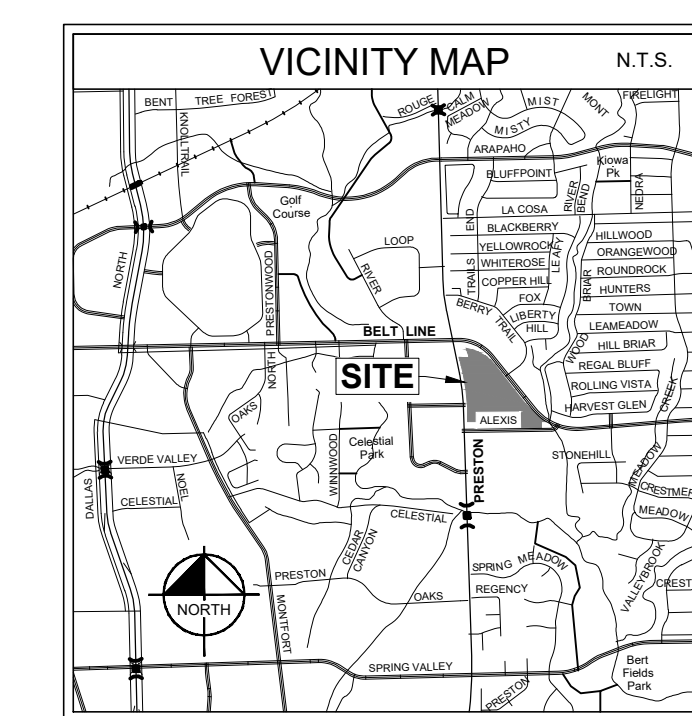 VICINITY MAP
N.T.S.
BENT
TREE FOREST
KNOLLTRAIL
ROUGE
CALM
MEADOW
MIST
MISTY
MONT
FIRELIGHT
ARAPAHO
Kiowa
Pk
BLUFFPOINT
RIVER
BEND
NEDRA
Golf
Course
END
LA COSA
BLACKBERRY
HILLWOOD
LOOP
YELLOWROCK
LEAFY
ORANGEWOOD
NORTH
PRESTONWOOD
RIVER
TRAILS
WHITEROSE
ROUNDROCK
COPPER HILL
BRIAR
HUNTERS
FOX
BERRY TRAIL
LIBERTY
TOWN
HILL
LEAMEADOW
BELT LINE
WOOD
HILL BRIAR
NORTH
SITE
REGAL BLUFF
ROLLING VISTA
CREEK
OAKS
ALEXIS
HARVEST GLEN
WINNWOOD
Celestial
Park
PRESTON
STONEHILL
VERDE VALLEY
NOEL
MEADOW
DALLAS
CELESTIAL
CRESTMEA
CELESTIAL
MEADOW
CEDAR
CANYON
SPRING MEADOW
VALLEYBROOK
PRESTON
OAKS
REGENCY
CREST
NORTH
MONTFORT
SPRING VALLEY
Bert
Fields
Park
PRESTON